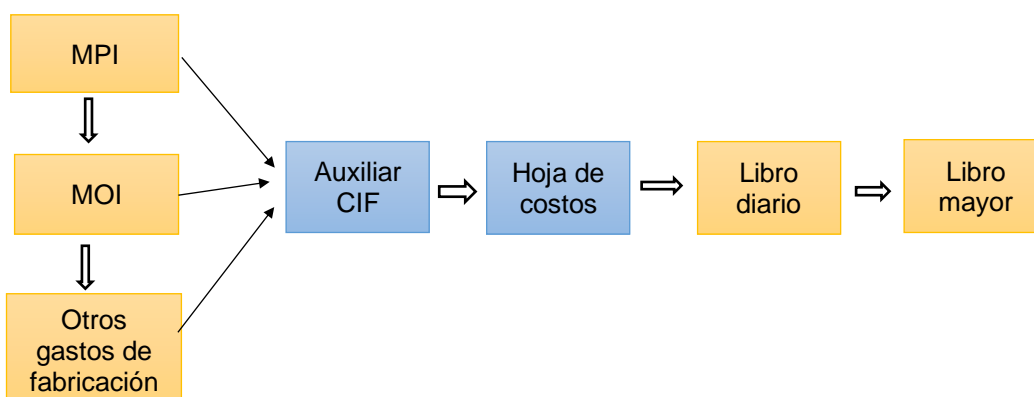 MPI
MOI
Otros
gastos de
fabricación
Auxiliar
CIF
Hoja de
costos
Libro
diario
Libro
mayor